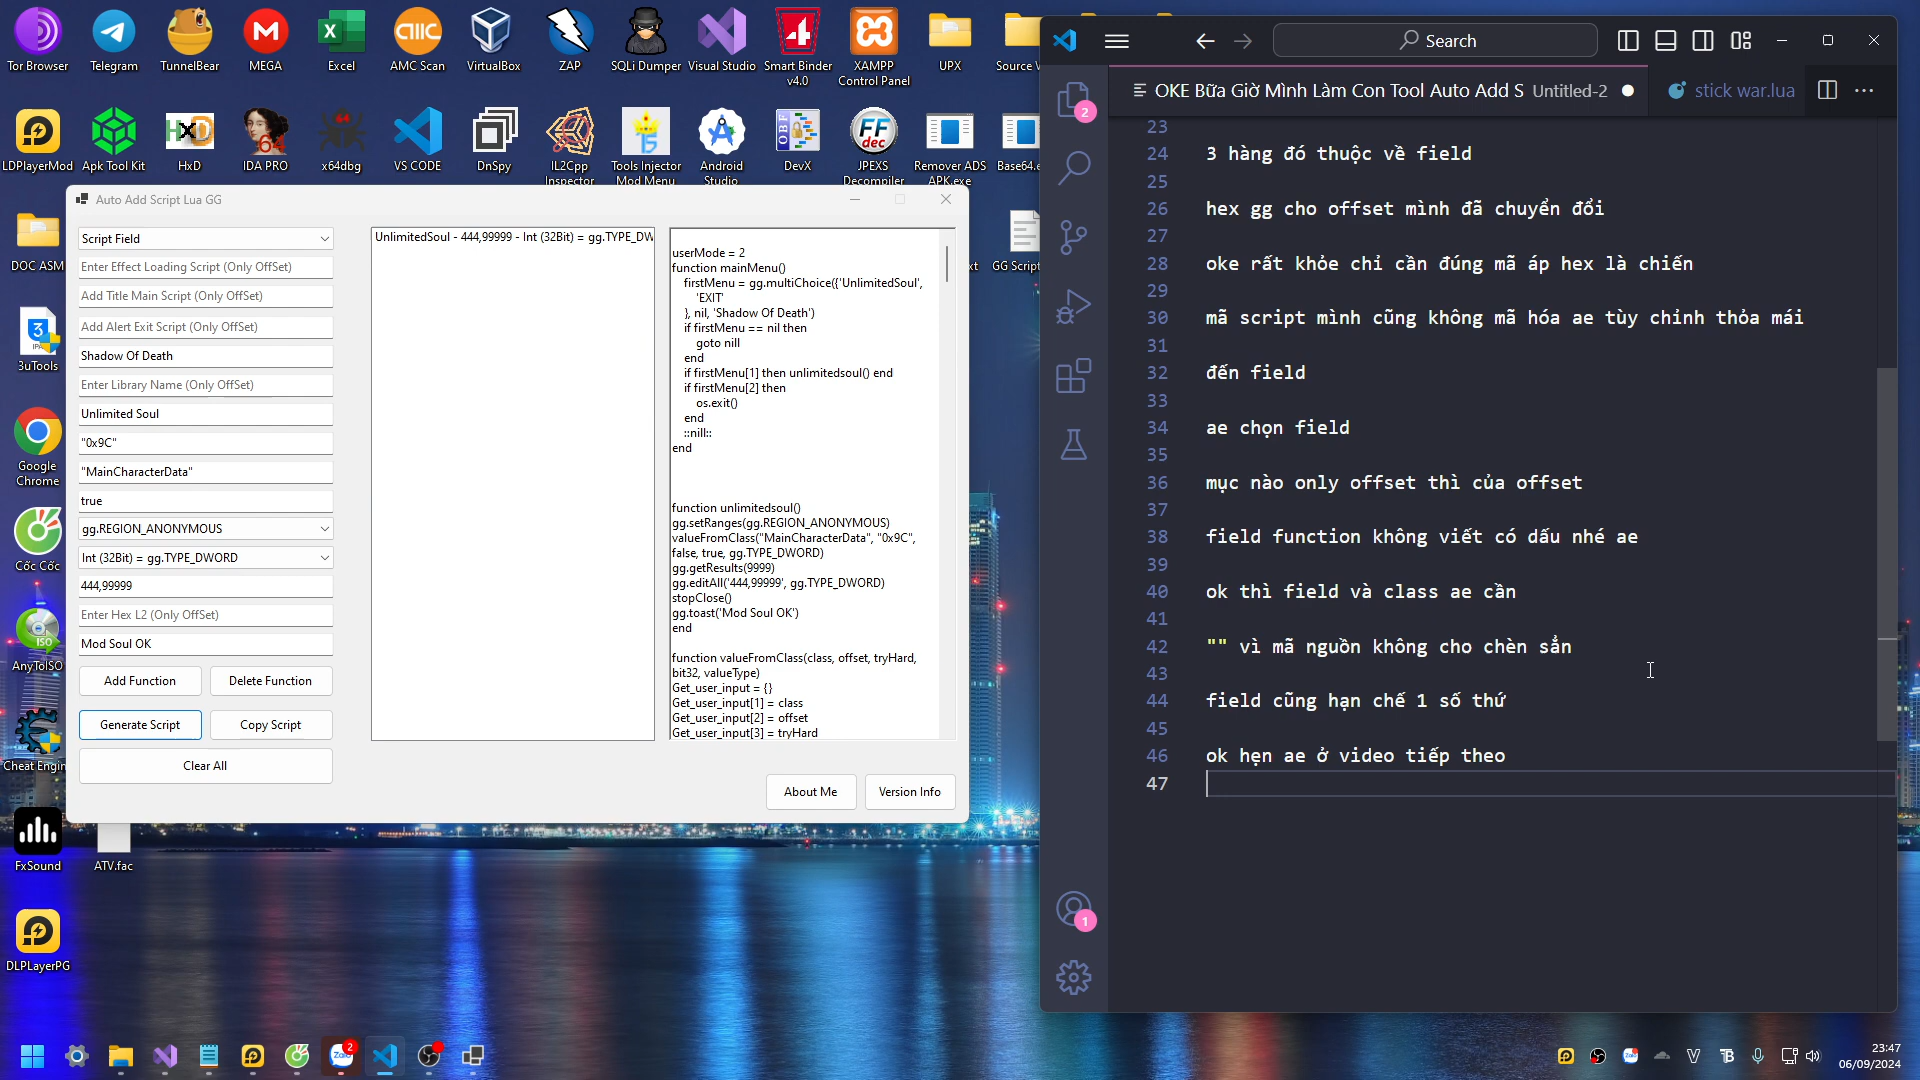 Tor Browser
Telegram
TunnelBear
MEGA
Excel
AMC Scan
VirtualBox
ZAP
SQLi Dumper
Visual Studio
Smart Binder v4.0
XAMPP Control Panel
UPX
LDPlayerMod
Apk Tool Kit
HxD
IDA PRO
x64dbg
VS CODE
DnSpy
IL2Cpp Inspector
Tools Injector Mod Menu
Android Studio
DevX
JPEXS Decompiler
Remover ADS APK.exe
DOC ASM
3uTools
Google Chrome
Cốc Cốc
AnyToISO
FxSound
ATV.fac
DLPLayerPG
Auto Add Script Lua GG
Script Field
Enter Effect Loading Script (Only OffSet)
Add Title Main Script (Only OffSet)
Add Alert Exit Script (Only OffSet)
Shadow Of Death
Enter Library Name (Only OffSet)
Unlimited Soul
"0x9C"
"MainCharacterData"
true
gg.REGION_ANONYMOUS
Int (32Bit) = gg.TYPE_DWORD
444,99999
Enter Hex L2 (Only OffSet)
Mod Soul OK
Add Function
Delete Function
Generate Script
Copy Script
Clear All
UnlimitedSoul - 444,99999 - Int (32Bit) = gg.TYPE_DW
userMode = 2
function mainMenu()
firstMenu = gg.multiChoice({'UnlimitedSoul',
'EXIT'
}, nil, 'Shadow Of Death')
if firstMenu == nil then
goto nill
end
if firstMenu[1] then unlimitedsoul() end
if firstMenu[2] then
os.exit()
end
::nill::
end
function unlimitedsoul()
gg.setRanges(gg.REGION_ANONYMOUS)
valueFromClass("MainCharacterData", "0x9C",
false, true, gg.TYPE_DWORD)
gg.getResults(9999)
gg.editAll('444,99999', gg.TYPE_DWORD)
stopClose()
gg.toast('Mod Soul OK')
end
function valueFromClass(class, offset, tryHard,
bit32, valueType)
Get_user_input = {}
Get_user_input[1] = class
Get_user_input[2] = offset
Get_user_input[3] = tryHard
About Me
Version Info
Search
OKE Bữa Giờ Mình Làm Con Tool Auto Add S Untitled-2
stick war.lua
23
24 3 hàng đó thuộc về field
25
26 hex gg cho offset mình đã chuyển đổi
27
28 oke rất khỏe chỉ cần đúng mã áp hex là chiến
29
30 mã script mình cũng không mã hóa ae tùy chỉnh thỏa mái
31
32 đến field
33
34 ae chọn field
35
36 mục nào only offset thì của offset
37
38 field function không viết có dấu nhé ae
39
40 ok thì field và class ae cần
41
42 "" vì mã nguồn không cho chèn sẳn
43
44 field cũng hạn chế 1 số thứ
45
46 ok hẹn ae ở video tiếp theo
47
2
1
2
23:47
06/09/2024